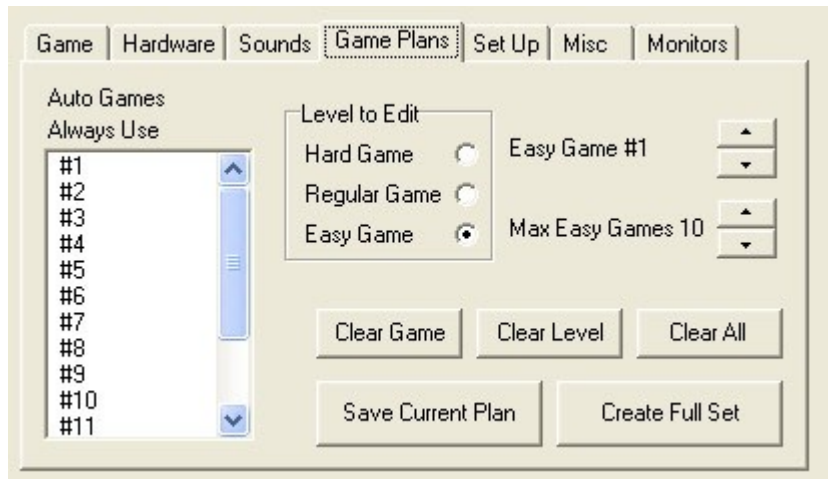 Game Hardware Sounds Game Plans Set Up Misc Monitors
Auto Games
Always Use
#1
#2
#3
#4
#5
#6
#7
#8
#9
#10
#11
Level to Edit
Hard Game
Regular Game
Easy Game
Easy Game #1
Max Easy Games 10
Clear Game Clear Level Clear All
Save Current Plan Create Full Set